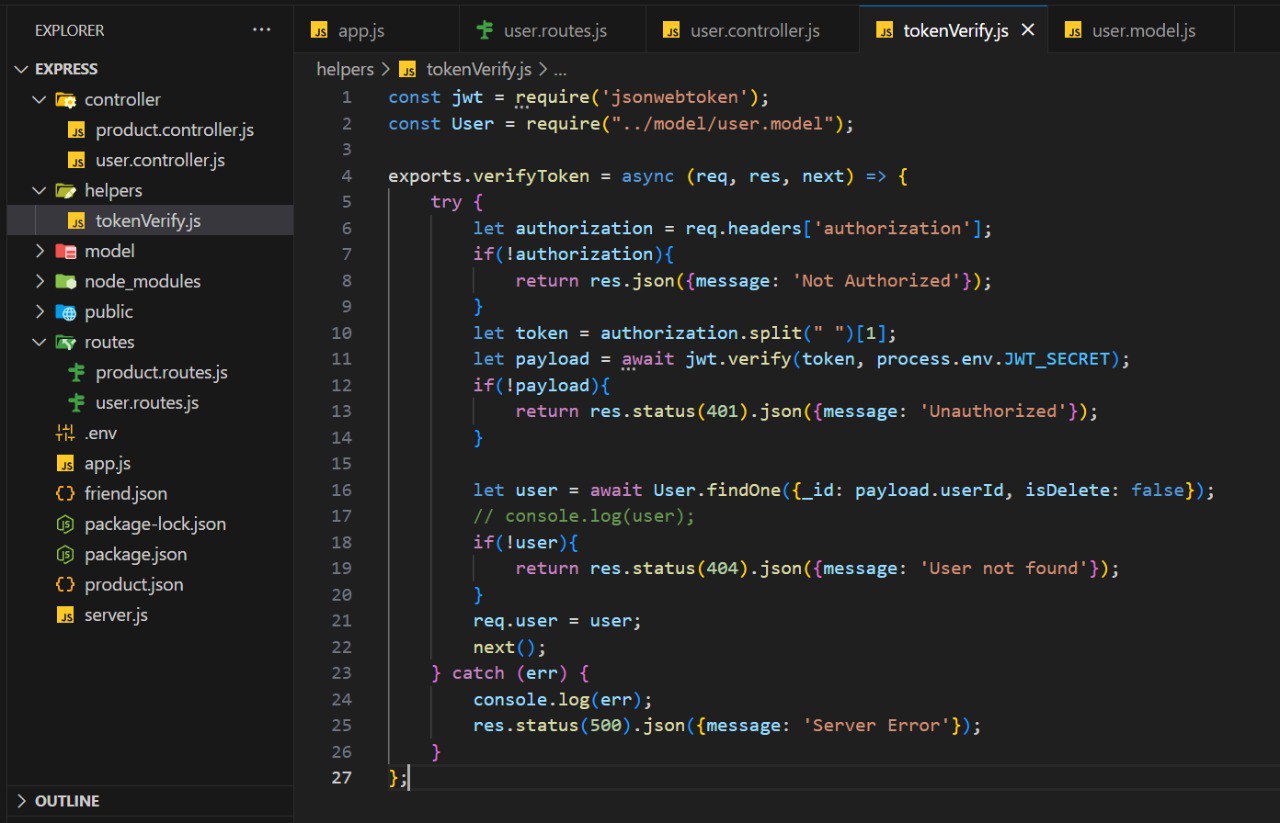 EXPLORER ...
EXPRESS
controller
product.controller.js
user.controller.js
helpers
tokenVerify.js
model
node_modules
public
routes
product.routes.js
user.routes.js
.env
app.js
friend.json
package-lock.json
package.json
product.json
server.js
OUTLINE
JS app.js user.routes.js JS user.controller.js JS tokenVerify.js × JS user.model.js
helpers > JS tokenVerify.js > ...
1 const jwt = require('jsonwebtoken');
2 const User = require("../model/user.model");
3
4 exports.verifyToken = async (req, res, next) => {
5     try {
6         let authorization = req.headers['authorization'];
7         if(!authorization){
8             return res.json({message: 'Not Authorized'});
9         }
10         let token = authorization.split(" ")[1];
11         let payload = await jwt.verify(token, process.env.JWT_SECRET);
12         if(!payload){
13             return res.status(401).json({message: 'Unauthorized'});
14         }
15
16         let user = await User.findOne({_id: payload.userId, isDelete: false});
17         // console.log(user);
18         if(!user){
19             return res.status(404).json({message: 'User not found'});
20         }
21         req.user = user;
22         next();
23     } catch (err) {
24         console.log(err);
25         res.status(500).json({message: 'Server Error'});
26     }
27 };